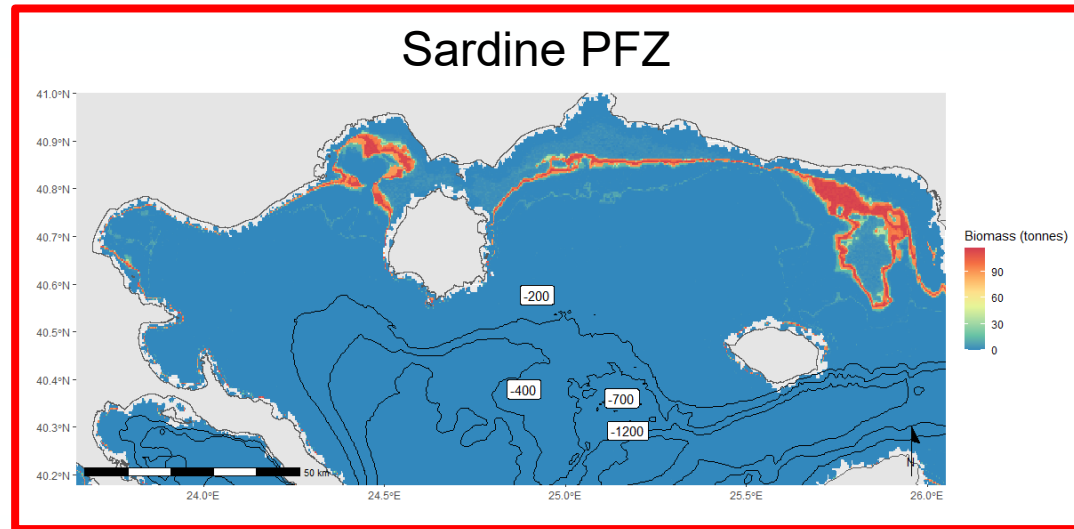 Sardine PFZ
41.0°N
40.9°N
40.8°N
40.7°N
40.6°N
40.5°N
40.4°N
40.3°N
40.2°N
-200
-400
-700
-1200
50 km
N
24.0°E
24.5°E
25.0°E
25.5°E
26.0°E
Biomass (tonnes)
90
60
30
0